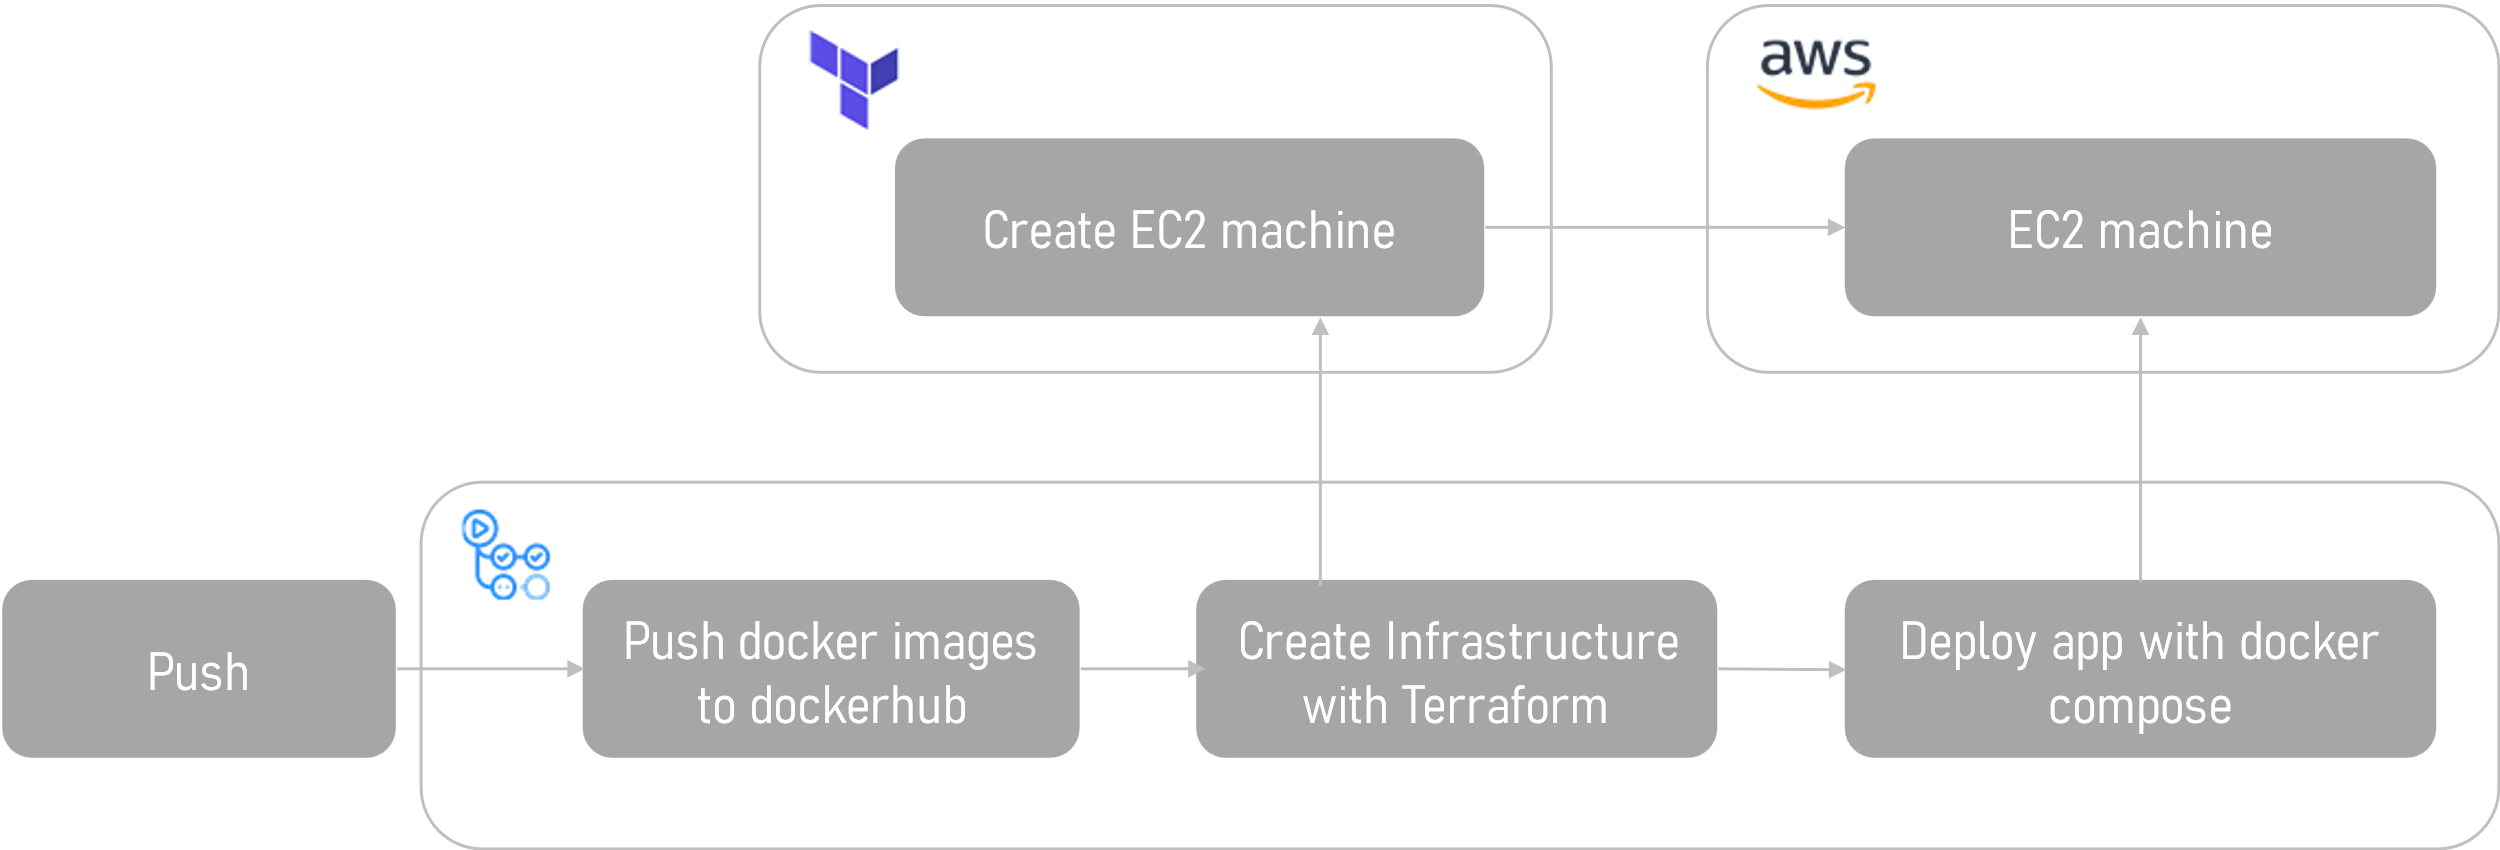 aws
Create EC2 machine
EC2 machine
Push
Push docker images
to dockerhub
Create Infrastructure
with Terraform
Deploy app with docker
compose